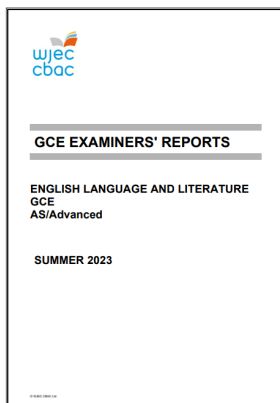 wjec
cbac
GCE EXAMINERS' REPORTS
ENGLISH LANGUAGE AND LITERATURE
GCE
AS/Advanced
SUMMER 2023